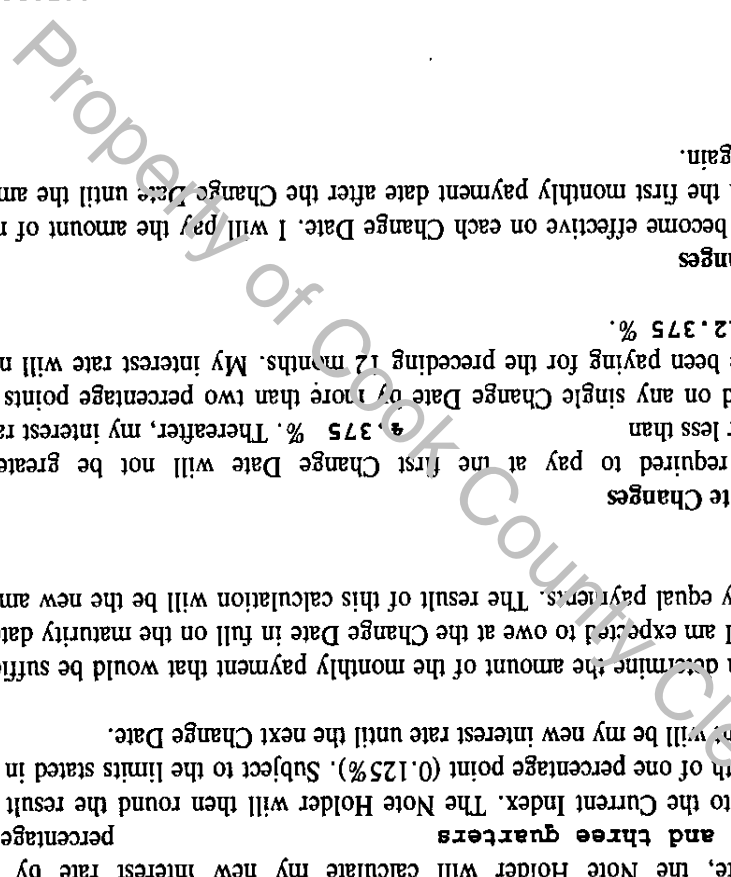 te, the Note Holder will calculate my new interest rate by
and three quarters percentage
to the Current Index. The Note Holder will then round the result
th of one percentage point (0.125%). Subject to the limits stated in
will be my new interest rate until the next Change Date.
determine the amount of the monthly payment that would be suffic
I am expected to owe at the Change Date in full on the maturity dat
y equal payments. The result of this calculation will be the new am
te Changes
required to pay at the first Change Date will not be greate
r less than 4.375 %. Thereafter, my interest ra
d on any single Change Date by more than two percentage points
e been paying for the preceding 12 months. My interest rate will n
12.375 %.
anges
become effective on each Change Date. I will pay the amount of
the first monthly payment date after the Change Date until the am
gain.
Property of Cook County Cle